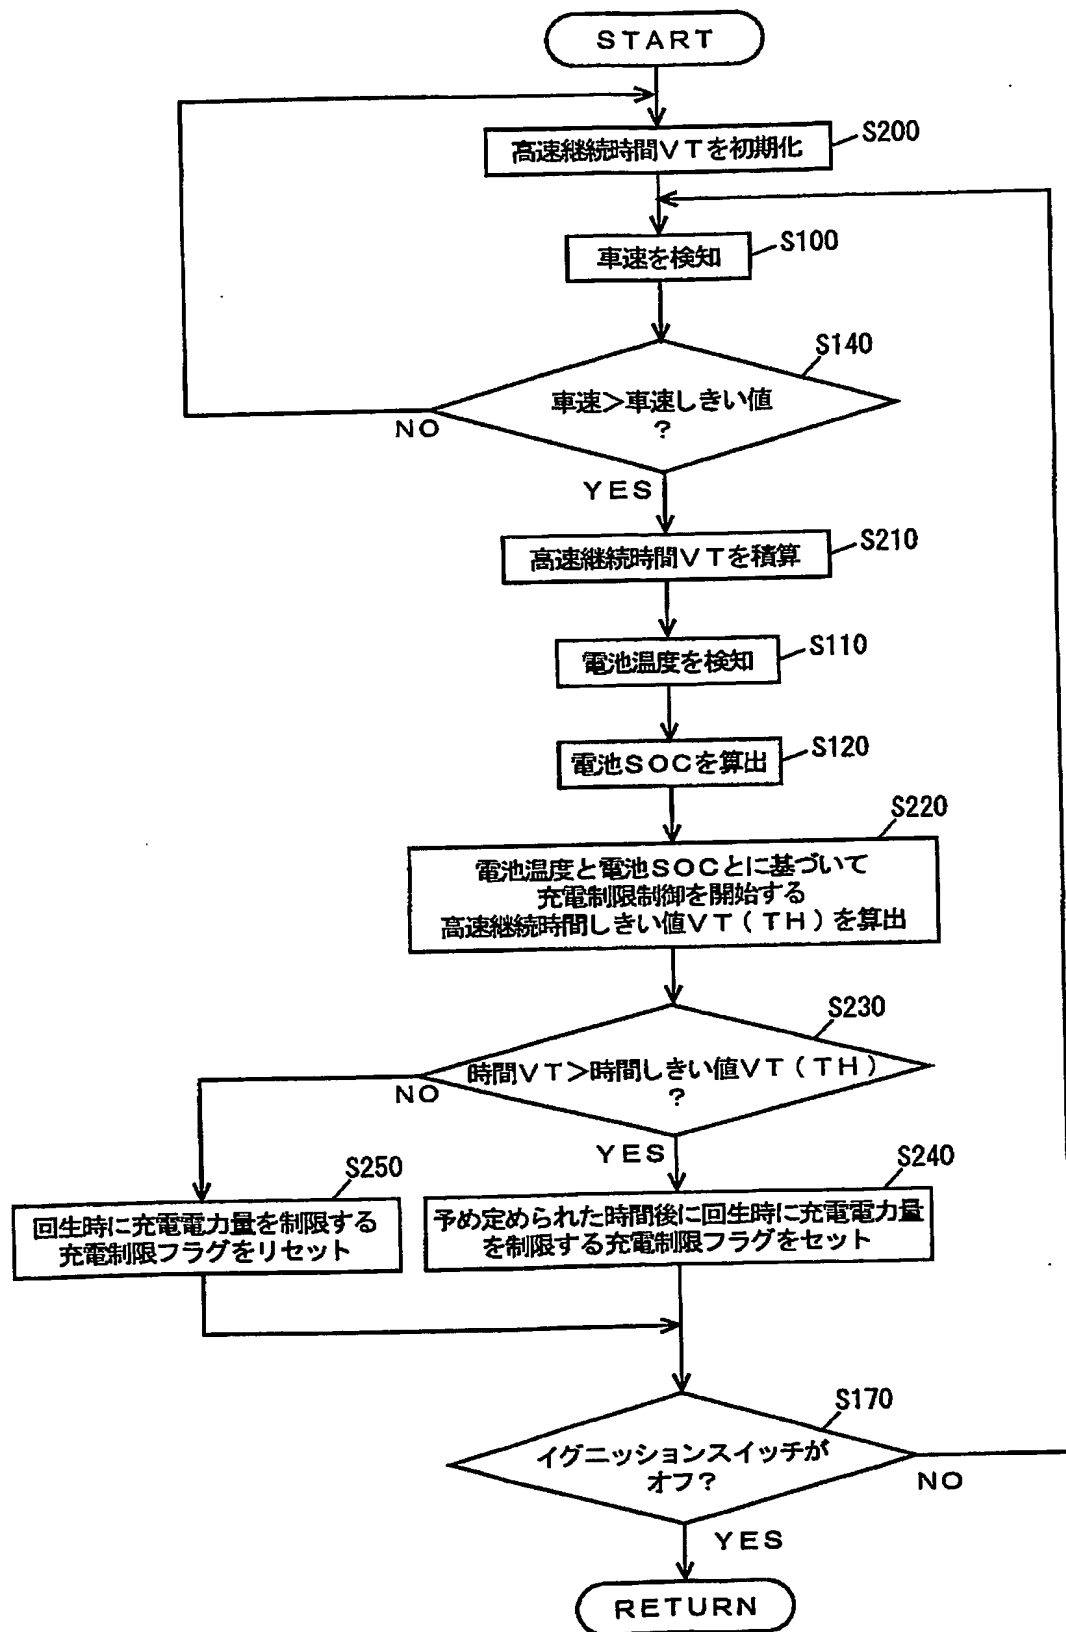 START
高速継続時間VTを初期化
S200
車速を検知
S100
S140
車速>車速しきい値
?
NO
YES
高速継続時間VTを積算
S210
電池温度を検知
S110
電池SOCを算出
S120
S220
電池温度と電池SOCとに基づいて
充電制限制御を開始する
高速継続時間しきい値VT(TH)を算出
S230
時間VT>時間しきい値VT(TH)
?
NO
YES
S250
回生時に充電電力量を制限する
充電制限フラグをリセット
S240
予め定められた時間後に回生時に充電電力量
を制限する充電制限フラグをセット
S170
イグニッションスイッチが
オフ?
NO
YES
RETURN